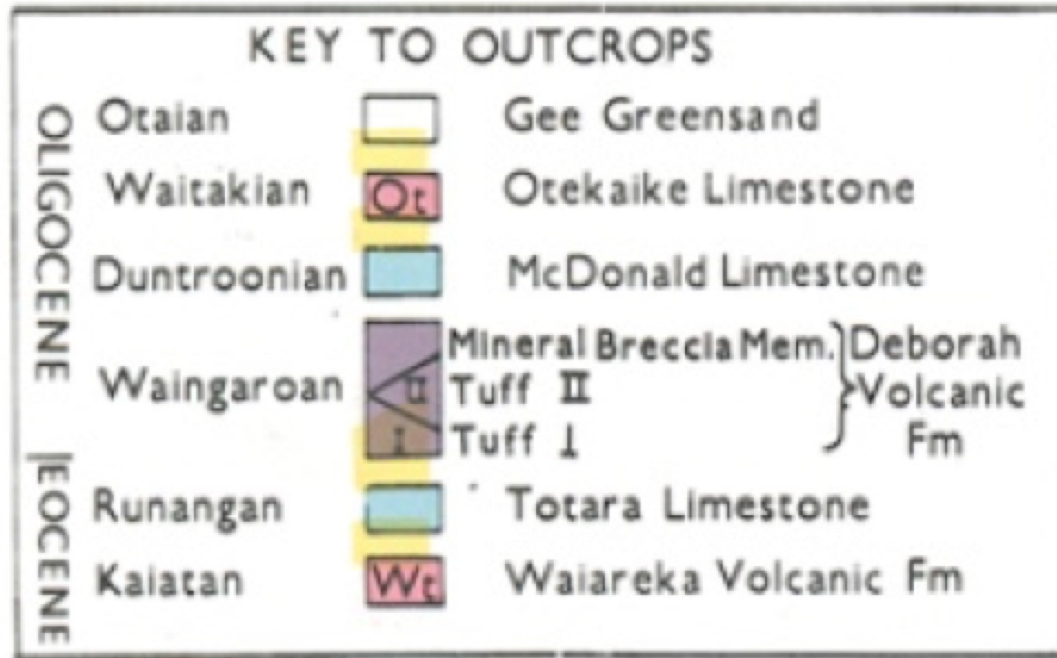 KEY TO OUTCROPS
OLIGOCENE
EOCENE
Otaian Gee Greensand
Waitakian Ot Otekaike Limestone
Duntroonian McDonald Limestone
Mineral Breccia Mem. Deborah
Waingaroan II Tuff II Volcanic
I Tuff I Fm
Runangan Totara Limestone
Kaiatan Wt Waiareka Volcanic Fm